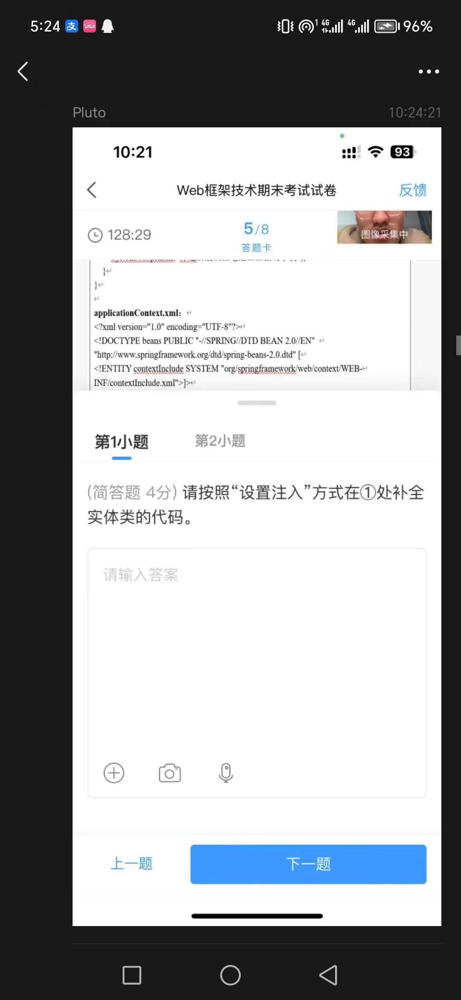 5:24
支
bilibili
1 4G
4G
96%
Pluto
10:24:21
10:21
93
Web框架技术期末考试试卷
反馈
128:29
5/8
答题卡
图像采集中
}↵
}↵
↵
applicationContext.xml: ↵
<?xml version="1.0" encoding="UTF-8"?>↵
<!DOCTYPE beans PUBLIC "-//SPRING//DTD BEAN 2.0//EN" ↵
"http://www.springframework.org/dtd/spring-beans-2.0.dtd" [↵
<!ENTITY contextInclude SYSTEM "org/springframework/web/context/WEB-↵
INF/contextInclude.xml">]>↵
第1小题
第2小题
(简答题 4分) 请按照“设置注入”方式在①处补全
实体类的代码。
请输入答案
上一题
下一题